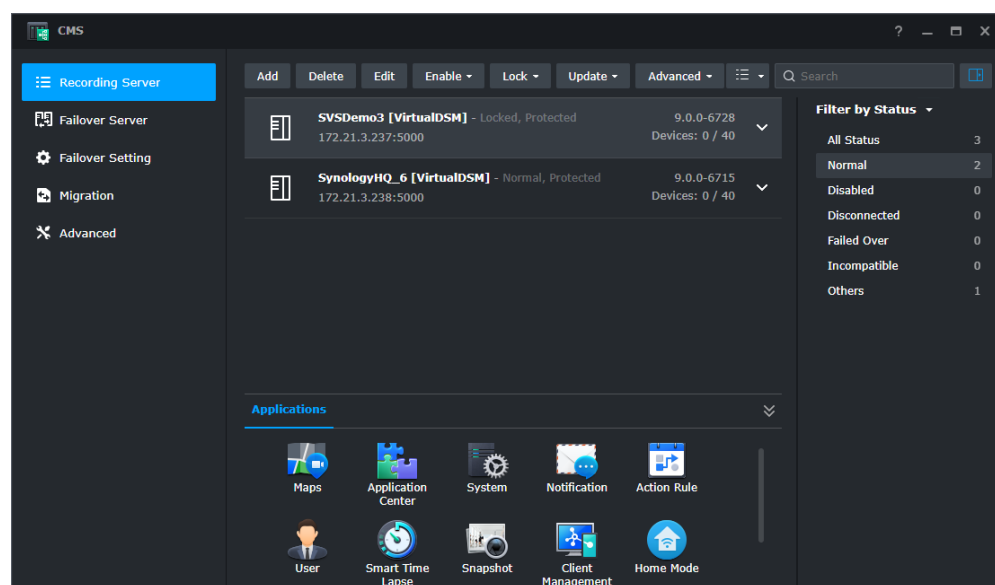 CMS
?
Recording Server
Failover Server
Failover Setting
Migration
Advanced
Add Delete Edit Enable Lock Update Advanced Search
SVSDemo3 [VirtualDSM] - Locked, Protected 9.0.0-6728
172.21.3.237:5000 Devices: 0 / 40
SynologyHQ_6 [VirtualDSM] - Normal, Protected 9.0.0-6715
172.21.3.238:5000 Devices: 0 / 40
Filter by Status
All Status 3
Normal 2
Disabled 0
Disconnected 0
Failed Over 0
Incompatible 0
Others 1
Applications
Maps
Application
Center
System
Notification
Action Rule
User
Smart Time
Lapse
Snapshot
Client
Management
Home Mode